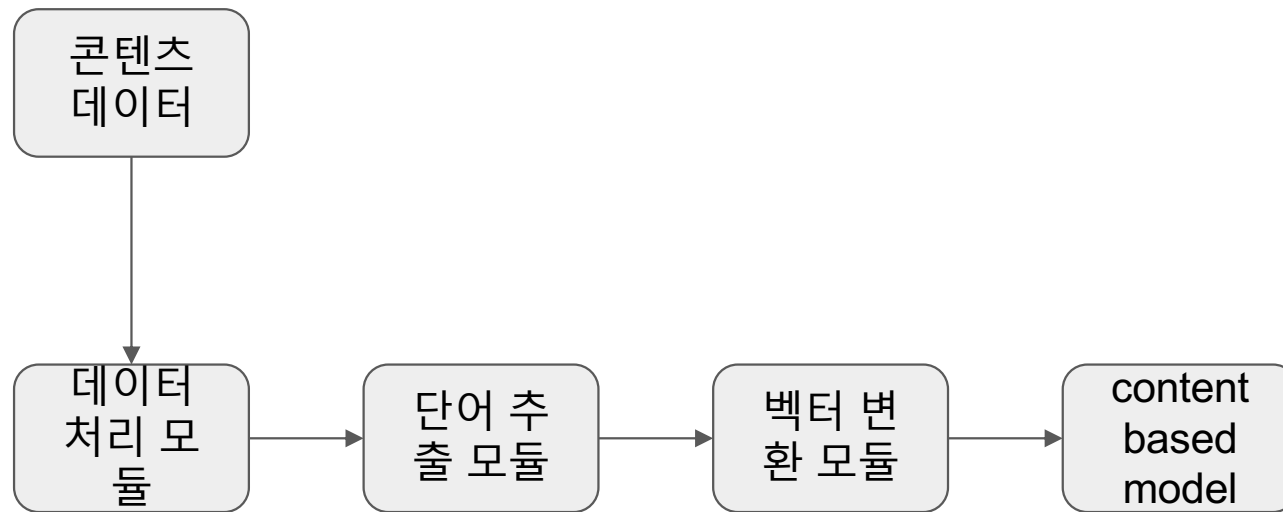 콘텐츠
데이터
데이터
처리 모
듈
단어 추
출 모듈
벡터 변
환 모듈
content
based
model